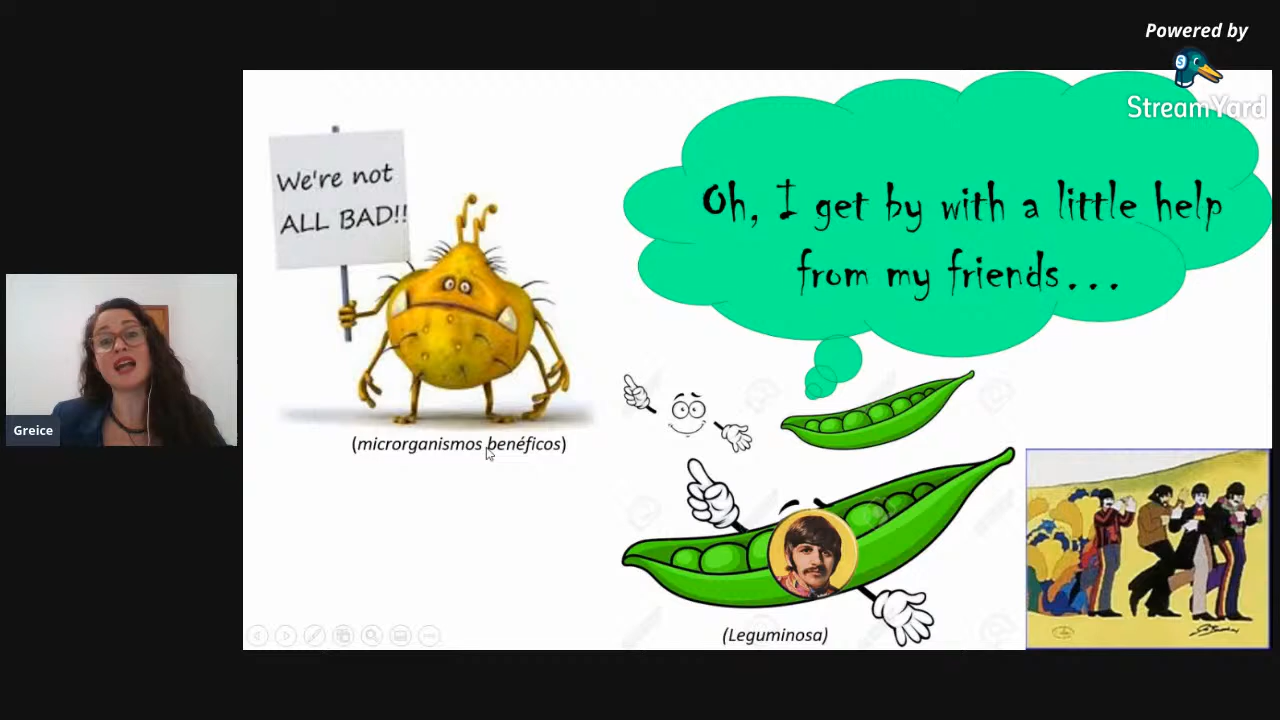 Powered by
StreamYard
We're not
ALL BAD!!
Oh, I get by with a little help
from my friends...
Greice
(microrganismos benéficos)
(Leguminosa)